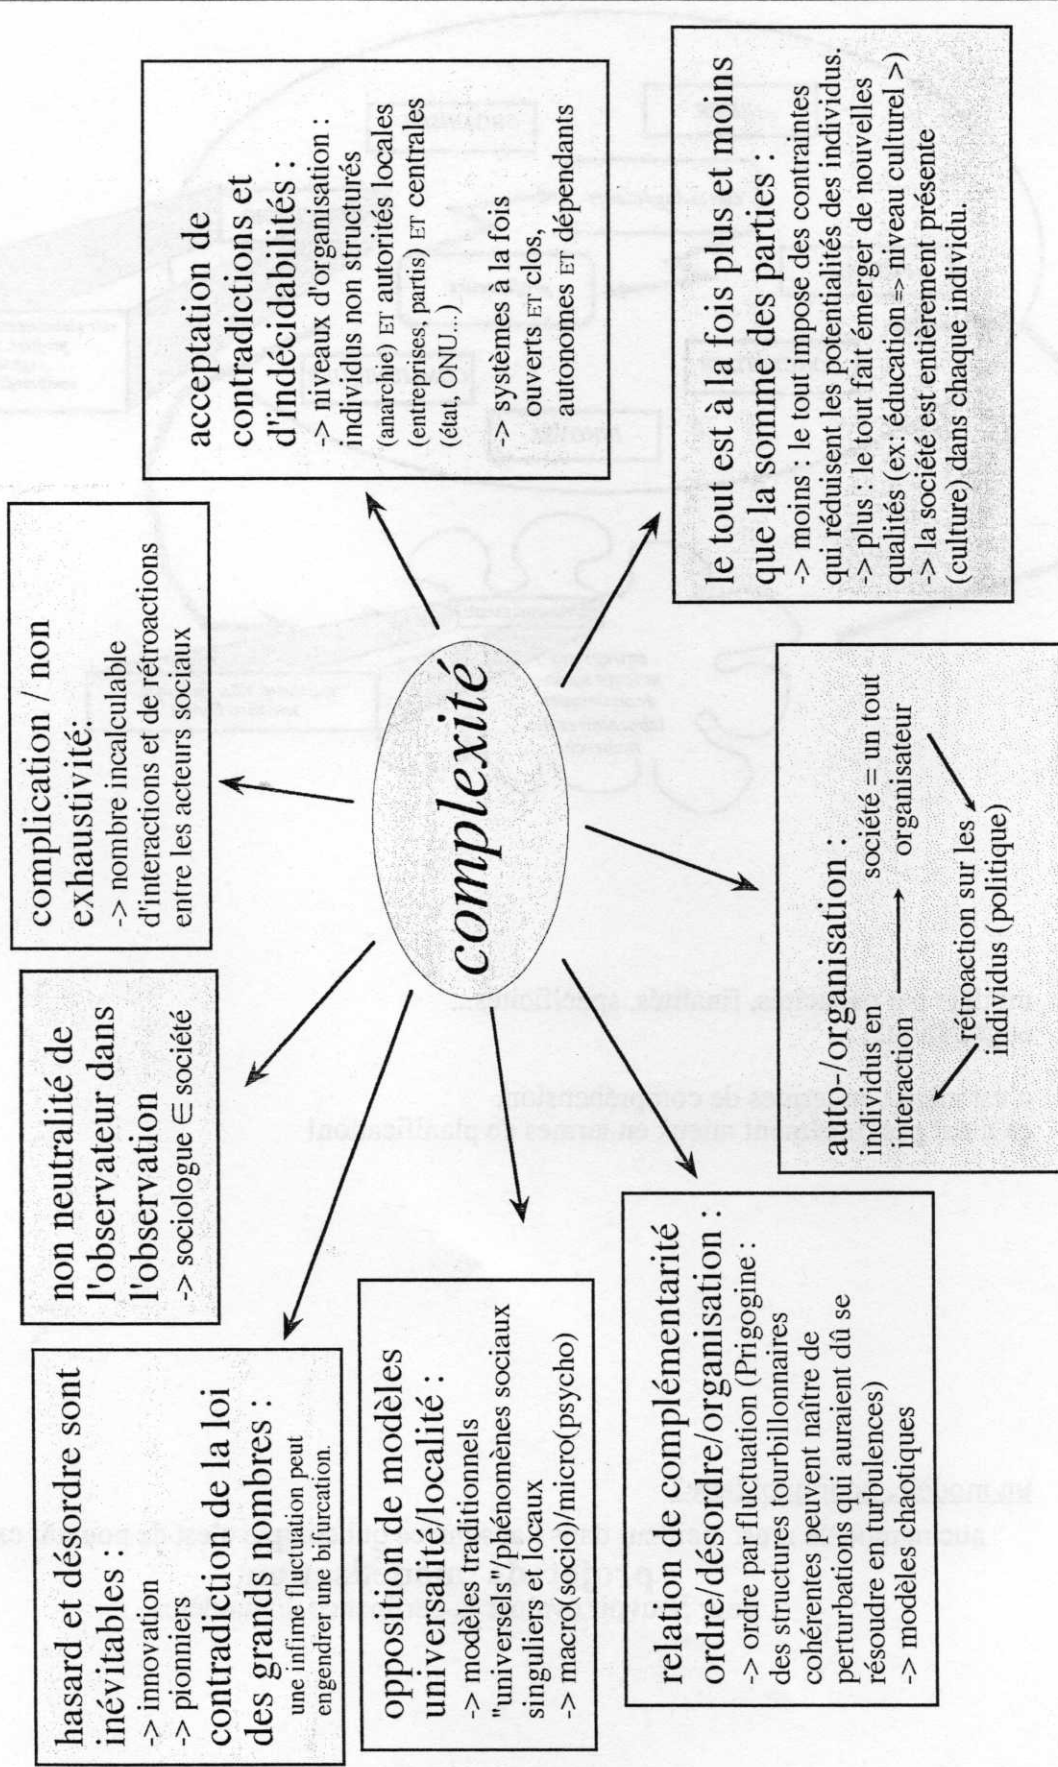 hasard et désordre sont
inévitables :
-> innovation
-> pionniers
contradiction de la loi
des grands nombres :
une infime fluctuation peut
engendrer une bifurcation.
non neutralité de
l'observateur dans
l'observation
-> sociologue ∈ société
complication / non
exhaustivité:
-> nombre incalculable
d'interactions et de rétroactions
entre les acteurs sociaux
acceptation de
contradictions et
d'indécidabilités :
-> niveaux d'organisation :
individus non structurés
(anarche) ET autorités locales
(entreprises, partis) ET centrales
(état, ONU...)
-> systèmes à la fois
ouverts ET clos,
autonomes ET dépendants
complexité
opposition de modèles
universalité/localité :
-> modèles traditionnels
"universels"/phénomènes sociaux
singuliers et locaux
-> macro(socio)/micro(psycho)
relation complémentarité
ordre/désordre/organisation :
-> ordre par fluctuation (Prigogine :
des structures tourbillonnaires
cohérentes peuvent naître de
perturbations qui auraient dû se
résoudre en turbulences)
-> modèles chaotiques
auto-/organisation :
individus en
interaction
société = un tout
organisateur
rétroaction sur les
individus (politique)
le tout est à la fois plus et moins
que la somme des parties :
-> moins : le tout impose des contraintes
qui réduisent les potentialités des individus.
-> plus le tout fait émerger de nouvelles
qualités (ex: éducation => niveau culturel >)
-> la société est entièrement présente
(culture) dans chaque individu.